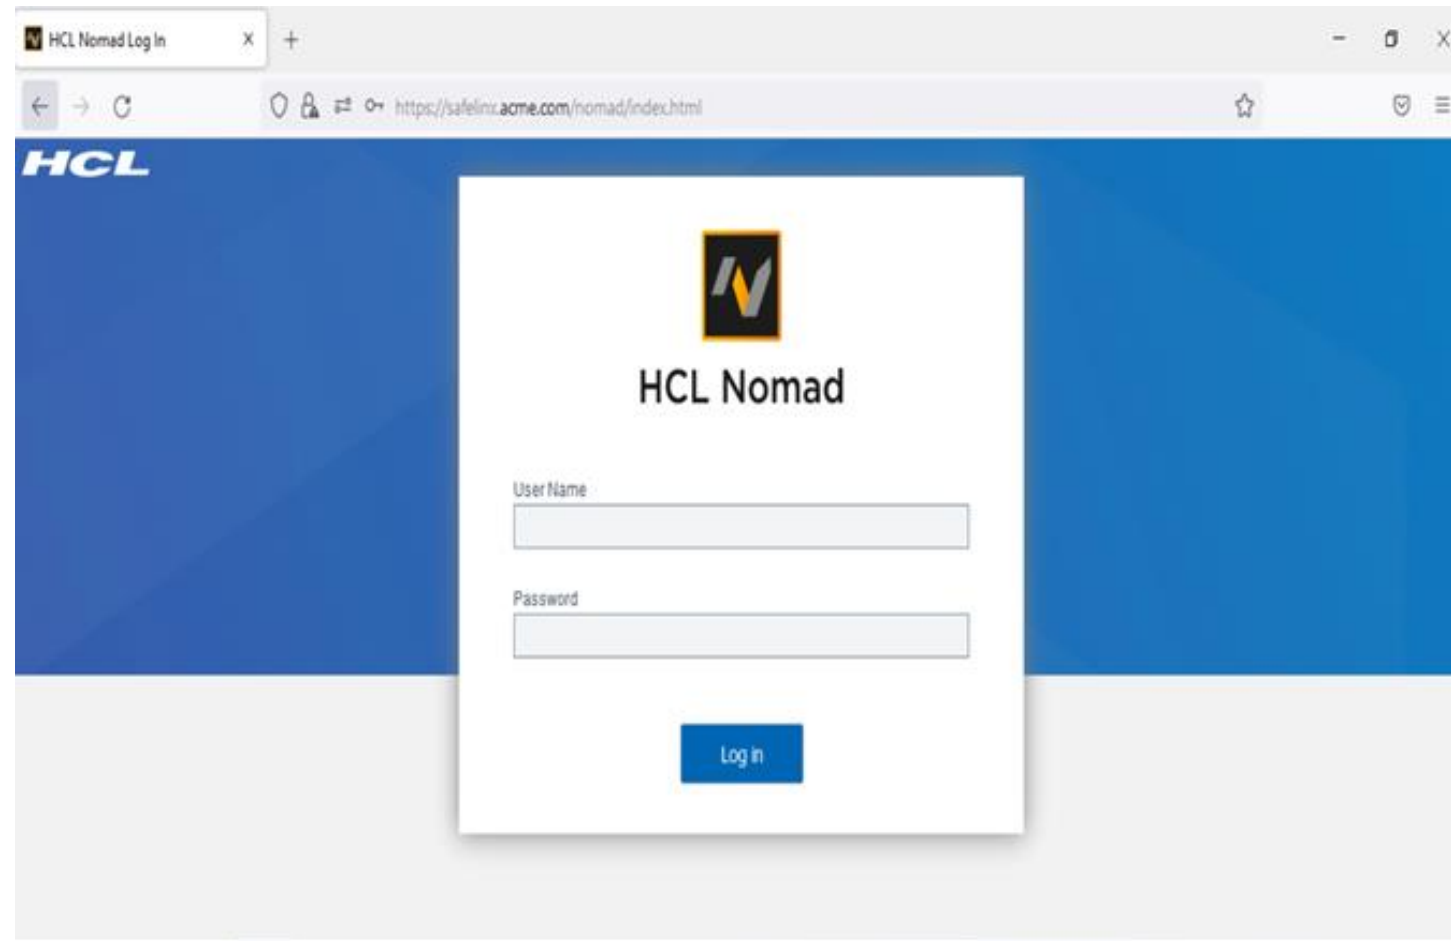 HCL Nomad Log In
https://safelinx.acme.com/nomad/index.html
HCL
HCL Nomad
User Name
Password
Log in